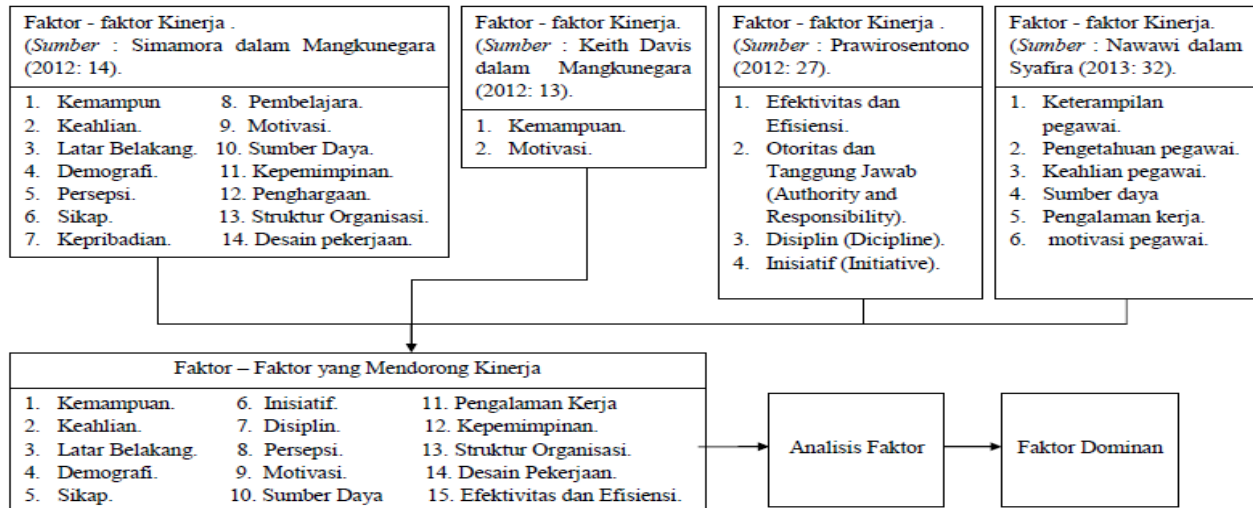 Faktor - faktor Kinerja .
(Sumber : Simamora dalam Mangkunegara
(2012: 14).
1. Kemampun
2. Keahlian.
3. Latar Belakang.
4. Demografi.
5. Persepsi.
6. Sikap.
7. Kepribadian.
8. Pembelajara.
9. Motivasi.
10. Sumber Daya.
11. Kepemimpinan.
12. Penghargaan.
13. Struktur Organisasi.
14. Desain pekerjaan.
Faktor - faktor Kinerja.
(Sumber : Keith Davis
dalam Mangkunegara
(2012: 13).
1. Kemampuan.
2. Motivasi.
Faktor - faktor Kinerja .
(Sumber : Prawirosentono
(2012: 27).
1. Efektivitas dan
Efisiensi.
2. Otoritas dan
Tanggung Jawab
(Authority and
Responsibility).
3. Disiplin (Dicipline).
4. Inisiatif (Initiative).
Faktor - faktor Kinerja.
(Sumber : Nawawi dalam
Syafira (2013: 32).
1. Keterampilan
pegawai.
2. Pengetahuan pegawai.
3. Keahlian pegawai.
4. Sumber daya
5. Pengalaman kerja.
6. motivasi pegawai.
Faktor – Faktor yang Mendorong Kinerja
1. Kemampuan.
2. Keahlian.
3. Latar Belakang.
4. Demografi.
5. Sikap.
6. Inisiatif.
7. Disiplin.
8. Persepsi.
9. Motivasi.
10. Sumber Daya
11. Pengalaman Kerja
12. Kepemimpinan.
13. Struktur Organisasi.
14. Desain Pekerjaan.
15. Efektivitas dan Efisiensi.
Analisis Faktor
Faktor Dominan